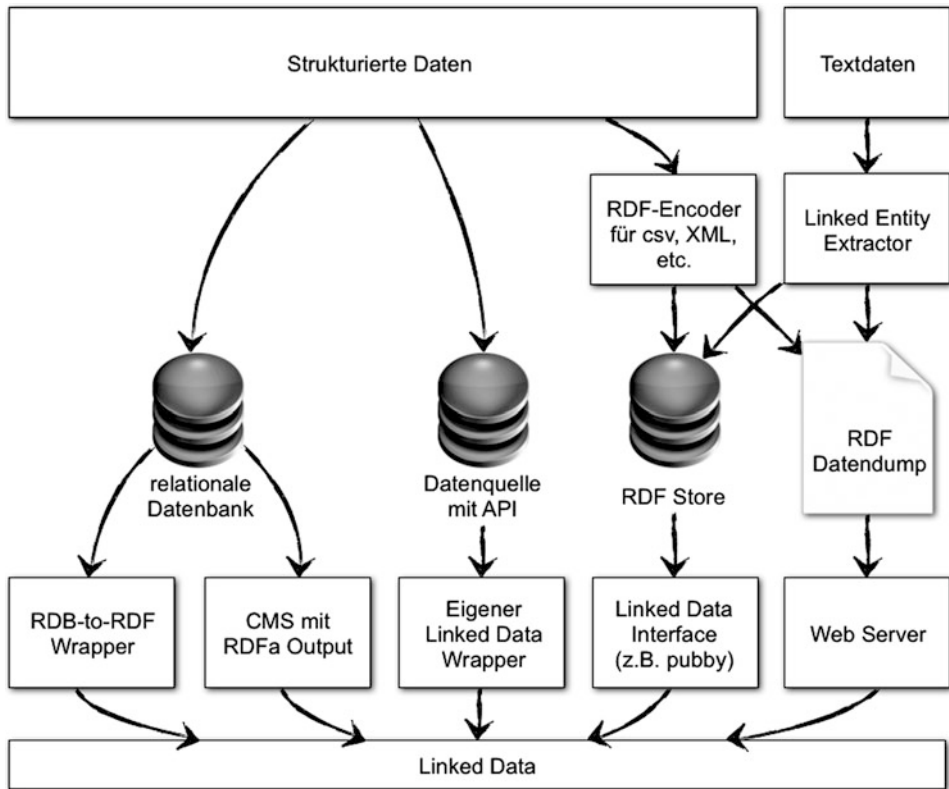 Strukturierte Daten
Textdaten
RDF-Encoder
für csv, XML,
etc.
Linked Entity
Extractor
relationale
Datenbank
Datenquelle
mit API
RDF Store
RDF
Datendump
RDB-to-RDF
Wrapper
CMS mit
RDFa Output
Eigener
Linked Data
Wrapper
Linked Data
Interface
(z.B. pubby)
Web Server
Linked Data